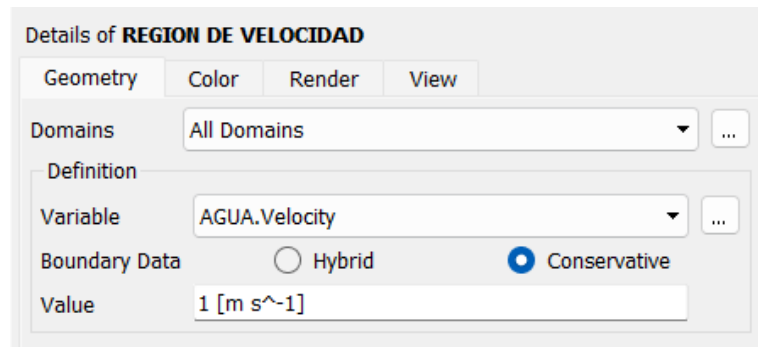 Details of REGION DE VELOCIDAD
Geometry Color Render View
Domains All Domains ...
Definition
Variable AGUA.Velocity ...
Boundary Data Hybrid Conservative
Value 1 [m s^-1]